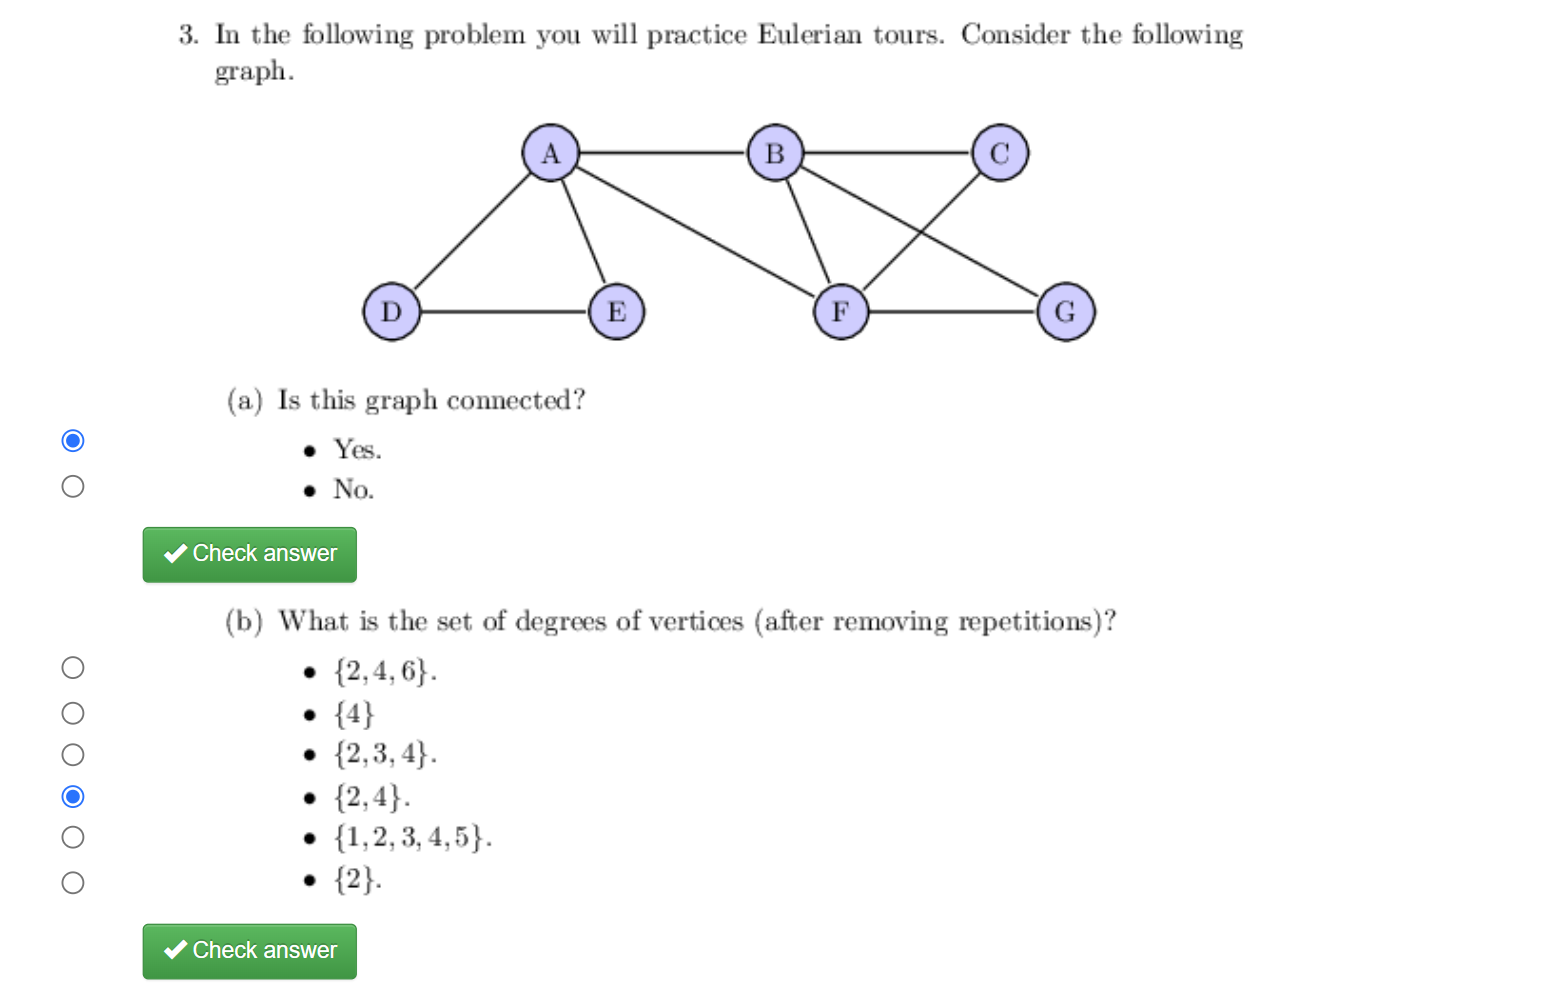 3. In the following problem you will practice Eulerian tours. Consider the following
graph.
A
B
C
D
E
F
G
(a) Is this graph connected?
• Yes.
• No.
✔ Check answer
(b) What is the set of degrees of vertices (after removing repetitions)?
• {2, 4, 6}.
• {4}
• {2, 3, 4}.
• {2, 4}.
• {1, 2, 3, 4, 5}.
• {2}.
✔ Check answer